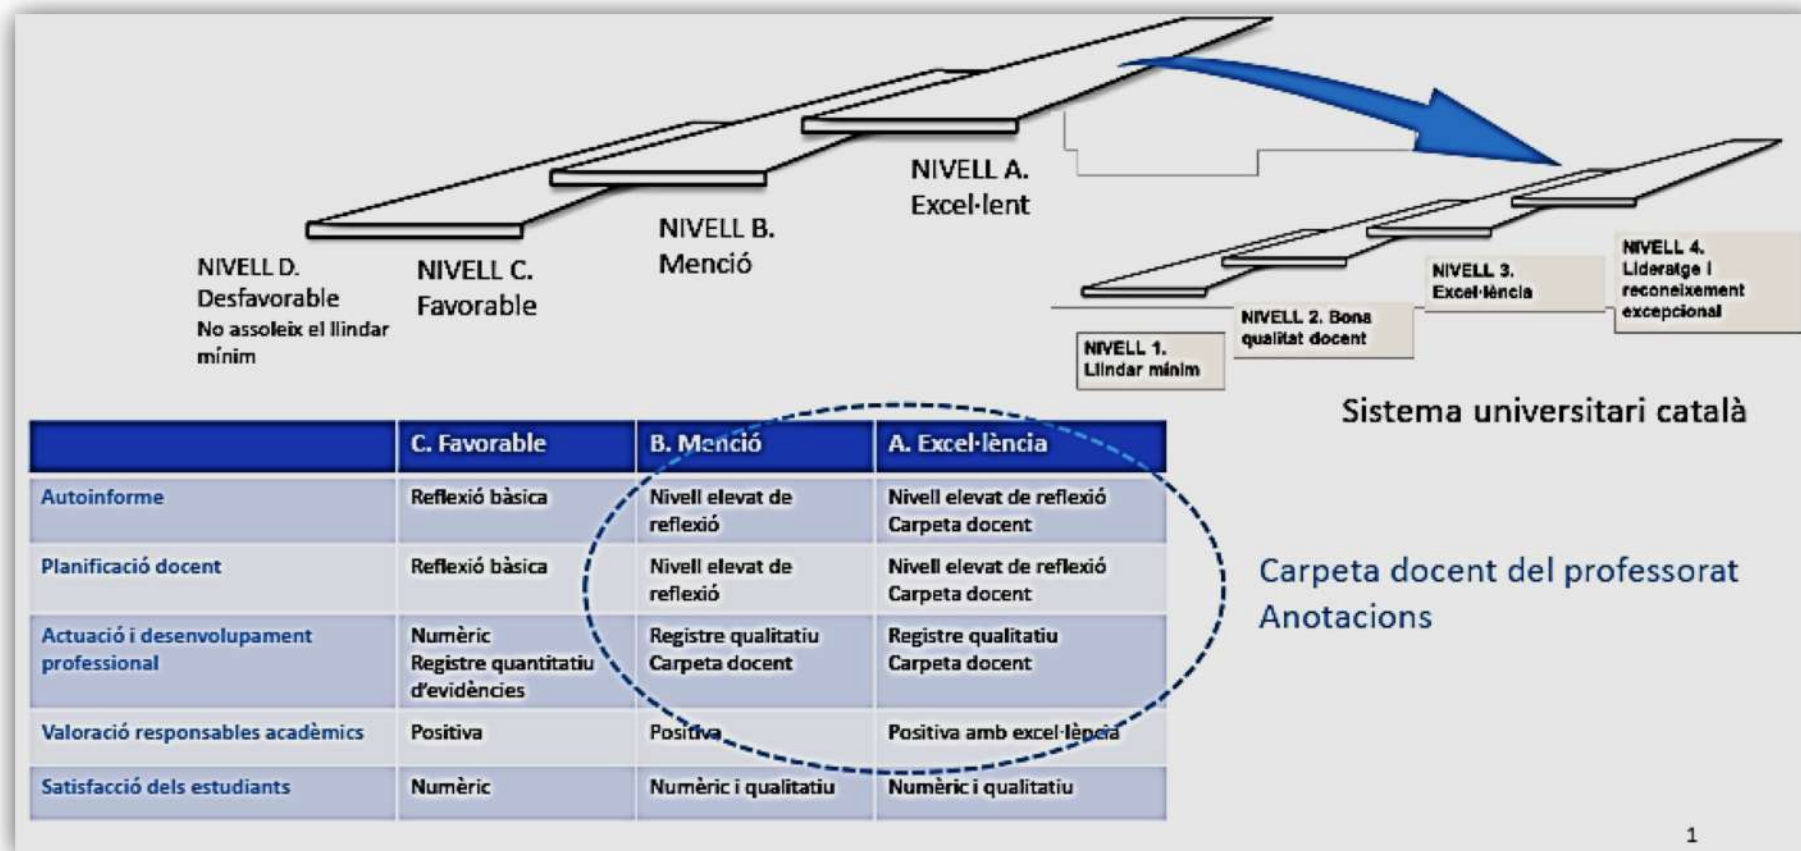 NIVELL A.
Excel·lent
NIVELL B.
Menció
NIVELL C.
Favorable
NIVELL D.
Desfavorable
No assoleix el llindar
mínim
NIVELL 4.
Lideratge i
reconeixement
excepcional
NIVELL 3.
Excel·lència
NIVELL 2. Bona
qualitat docent
NIVELL 1.
Llindar mínim
Sistema universitari català
C. Favorable
B. Menció
A. Excel·lència
Autoinforme
Reflexió bàsica
Nivell elevat de
reflexió
Nivell elevat de reflexió
Carpeta docent
Planificació docent
Reflexió bàsica
Nivell elevat de
reflexió
Nivell elevat de reflexió
Carpeta docent
Actuació i desenvolupament
professional
Numèric
Registre quantitatiu
d'evidències
Registre qualitatiu
Carpeta docent
Registre qualitatiu
Carpeta docent
Valoració responsables acadèmics
Positiva
Positiva
Positiva amb excel·lència
Satisfacció dels estudiants
Numèric
Numèric i qualitatiu
Numèric i qualitatiu
Carpeta docent del professorat
Anotacions
1